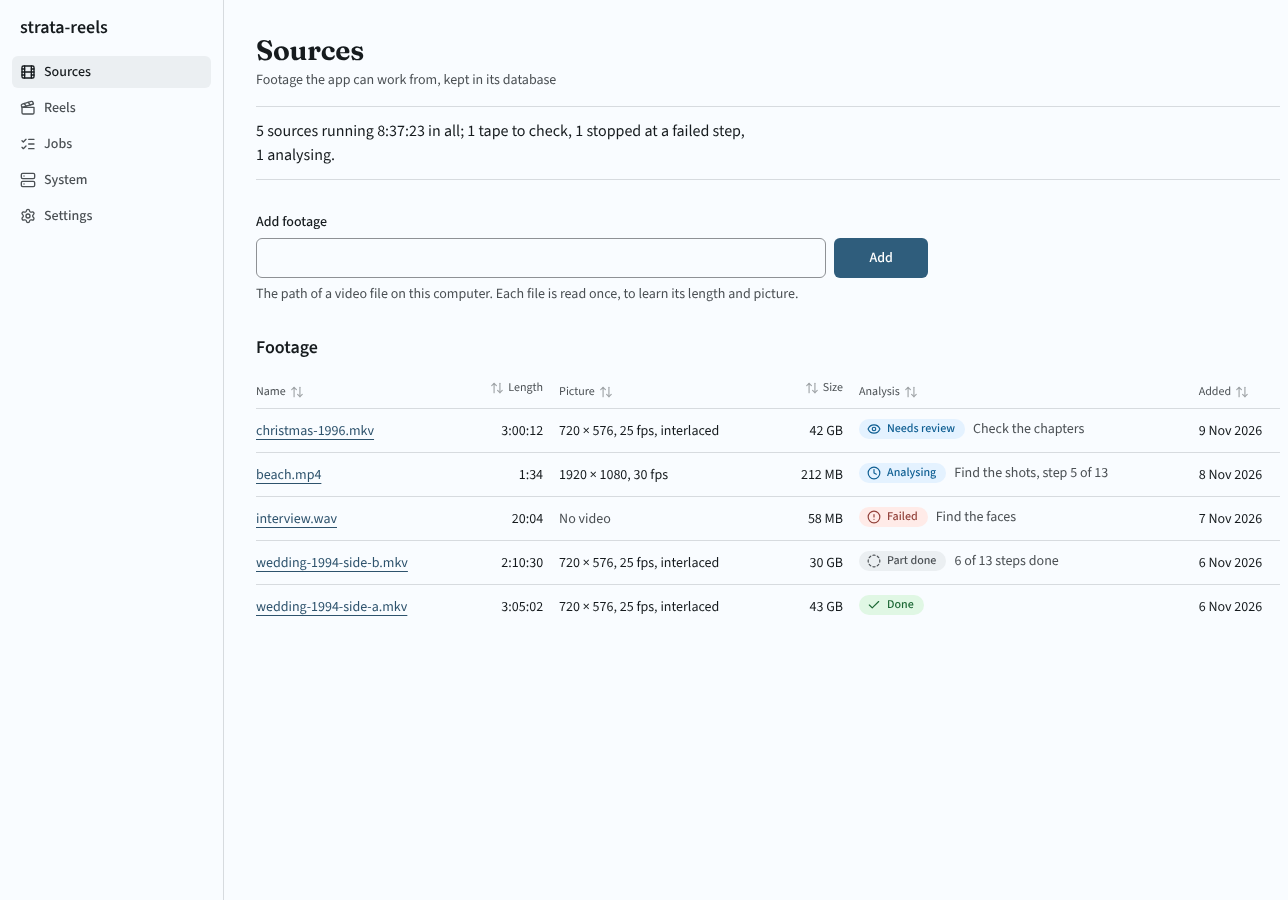 strata-reels
Sources
Reels
Jobs
System
Settings
Sources
Footage the app can work from, kept in its database
5 sources running 8:37:23 in all; 1 tape to check, 1 stopped at a failed step,
1 analysing.
Add footage
Add
The path of a video file on this computer. Each file is read once, to learn its length and picture.
Footage
Name Length Picture Size Analysis Added
christmas-1996.mkv 3:00:12 720 × 576, 25 fps, interlaced 42 GB Needs review Check the chapters 9 Nov 2026
beach.mp4 1:34 1920 × 1080, 30 fps 212 MB Analysing Find the shots, step 5 of 13 8 Nov 2026
interview.wav 20:04 No video 58 MB Failed Find the faces 7 Nov 2026
wedding-1994-side-b.mkv 2:10:30 720 × 576, 25 fps, interlaced 30 GB Part done 6 of 13 steps done 6 Nov 2026
wedding-1994-side-a.mkv 3:05:02 720 × 576, 25 fps, interlaced 43 GB Done 6 Nov 2026